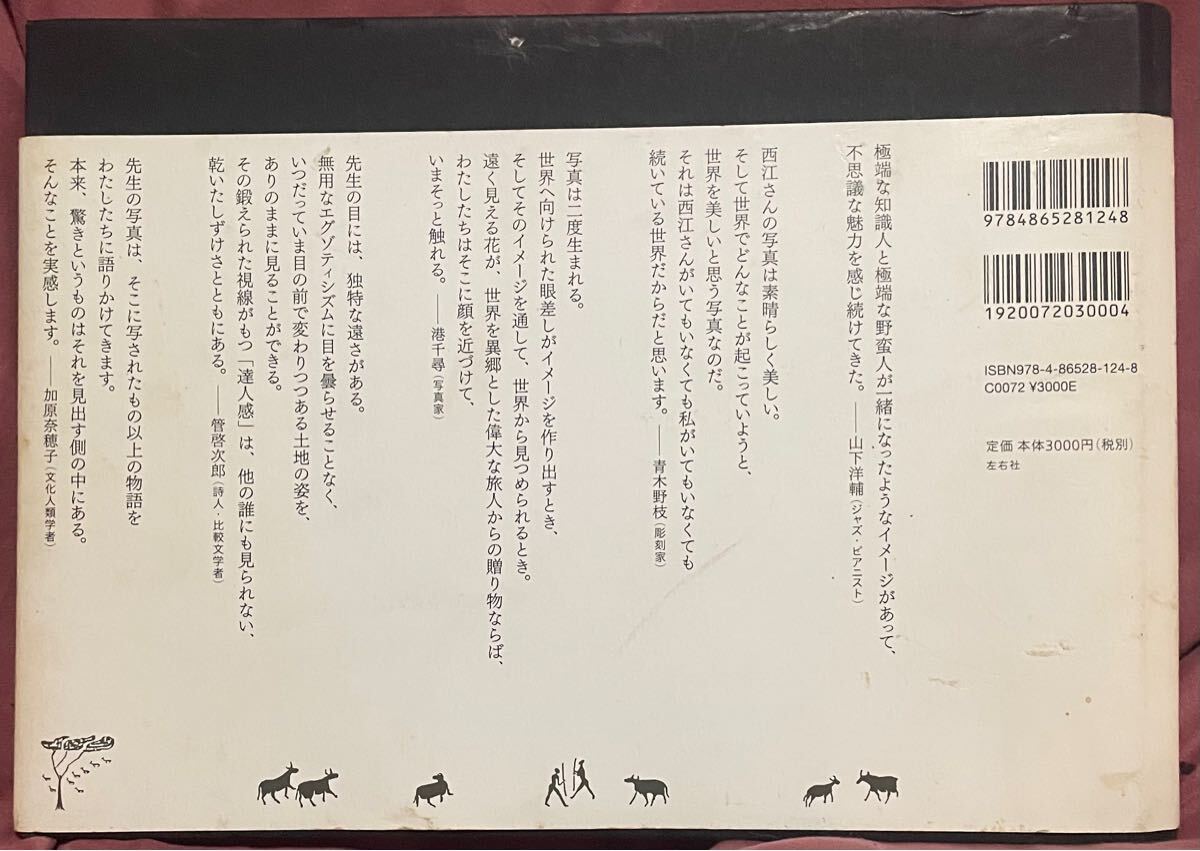 極端な知識人と極端な野蛮人が一緒になったようなイメージがあって、
不思議な魅力を感じ続けてきた。——山下洋輔(ジャズ・ピアニスト)
西江さんの写真は素晴らしく美しい。
そして世界でどんなことが起こっていようと、
世界を美しいと思う写真なのだ。
それは西江さんがいてもいなくても私がいてもいなくても
続いている世界だからだと思います。——青木野枝(彫刻家)
写真は二度生まれる。
世界へ向けられた眼差しがイメージを作り出すとき、
そしてそのイメージを通して、世界から見つめられるとき。
遠く見える花が、世界を異郷とした偉大な旅人からの贈り物ならば、
わたしたちはそこに顔を近づけて、
いまそっと触れる。——港千尋(写真家)
先生の目には、独特な遠さがある。
無用なエグゾティシズムに目を曇らせることなく、
いつだっていま目の前で変わりつつある土地の姿を、
ありのままに見ることができる。
その鍛えられた視線がもつ「達人感」は、他の誰にも見られない、
乾いたしずけさとともにある。——管啓次郎(詩人・比較文学者)
先生の写真は、そこに写されたもの以上の物語を
わたしたちに語りかけてきます。
本来、驚きというものはそれを見出す側の中にある。
そんなことを実感します。——加原奈穂子(文化人類学者)
9784865281248
1920072030004
ISBN978-4-86528-124-8
C0072 ¥3000E
定価 本体3000円(税別)
左右社